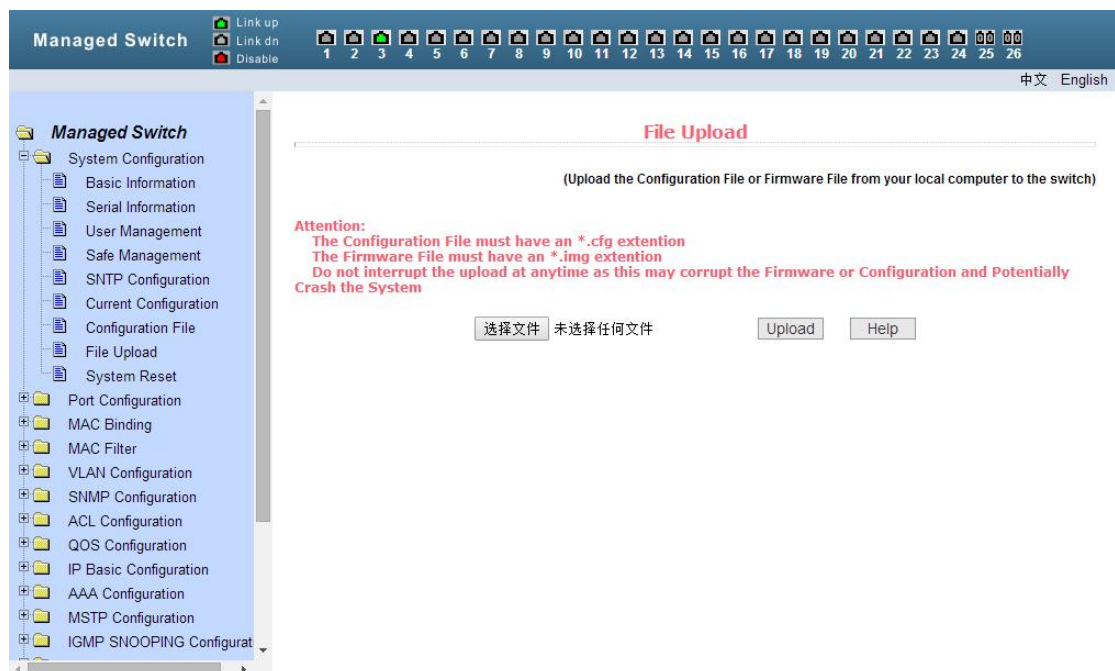 Managed Switch
Link up
Link dn
Disable
1 2 3 4 5 6 7 8 9 10 11 12 13 14 15 16 17 18 19 20 21 22 23 24 25 26
中文 English
Managed Switch
System Configuration
Basic Information
Serial Information
User Management
Safe Management
SNTP Configuration
Current Configuration
Configuration File
File Upload
System Reset
Port Configuration
MAC Binding
MAC Filter
VLAN Configuration
SNMP Configuration
ACL Configuration
QOS Configuration
IP Basic Configuration
AAA Configuration
MSTP Configuration
IGMP SNOOPING Configurat
File Upload
(Upload the Configuration File or Firmware File from your local computer to the switch)
Attention:
The Configuration File must have an *.cfg extention
The Firmware File must have an *.img extention
Do not interrupt the upload at anytime as this may corrupt the Firmware or Configuration and Potentially
Crash the System
选择文件 未选择任何文件 Upload Help